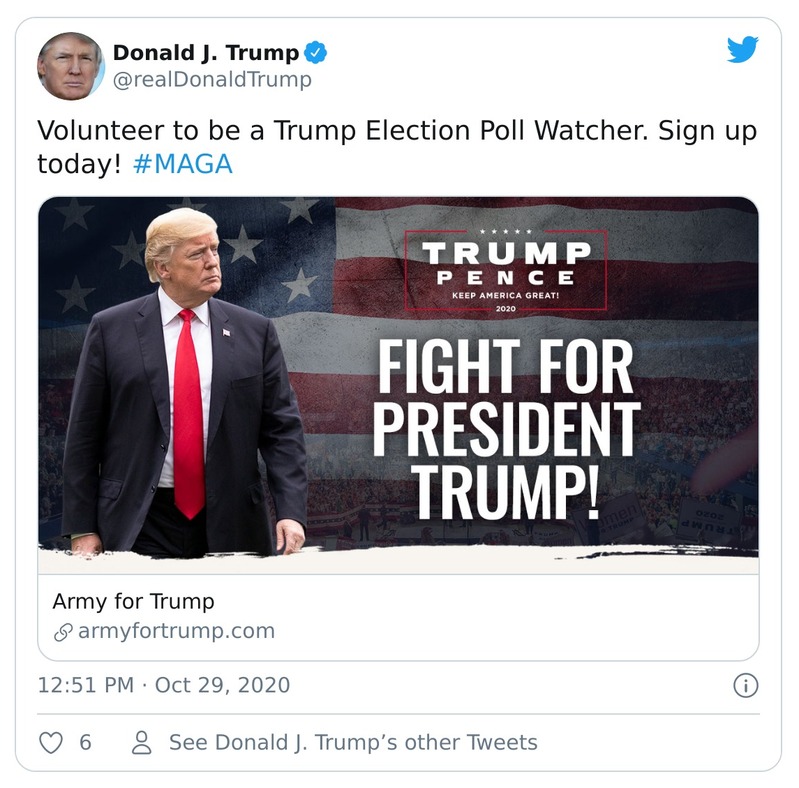 Donald J. Trump
@realDonaldTrump
Volunteer to be a Trump Election Poll Watcher. Sign up
today! #MAGA
TRUMP
PENCE
KEEP AMERICA GREAT!
2020
FIGHT FOR
PRESIDENT
TRUMP!
Army for Trump
armyfortrump.com
12:51 PM · Oct 29, 2020
6
See Donald J. Trump’s other Tweets